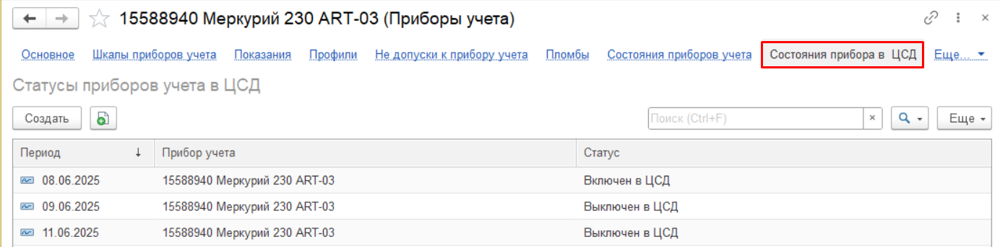 15588940 Меркурий 230 ART-03 (Приборы учета)
Основное Шкалы приборов учета Показания Профили Не допуски к прибору учета Пломбы Состояния приборов учета Состояния прибора в ЦСД Еще...
Статусы приборов учета в ЦСД
Создать Поиск (Ctrl+F) × Еще
Период ↓ Прибор учета Статус
08.06.2025 15588940 Меркурий 230 ART-03 Включен в ЦСД
09.06.2025 15588940 Меркурий 230 ART-03 Выключен в ЦСД
11.06.2025 15588940 Меркурий 230 ART-03 Выключен в ЦСД